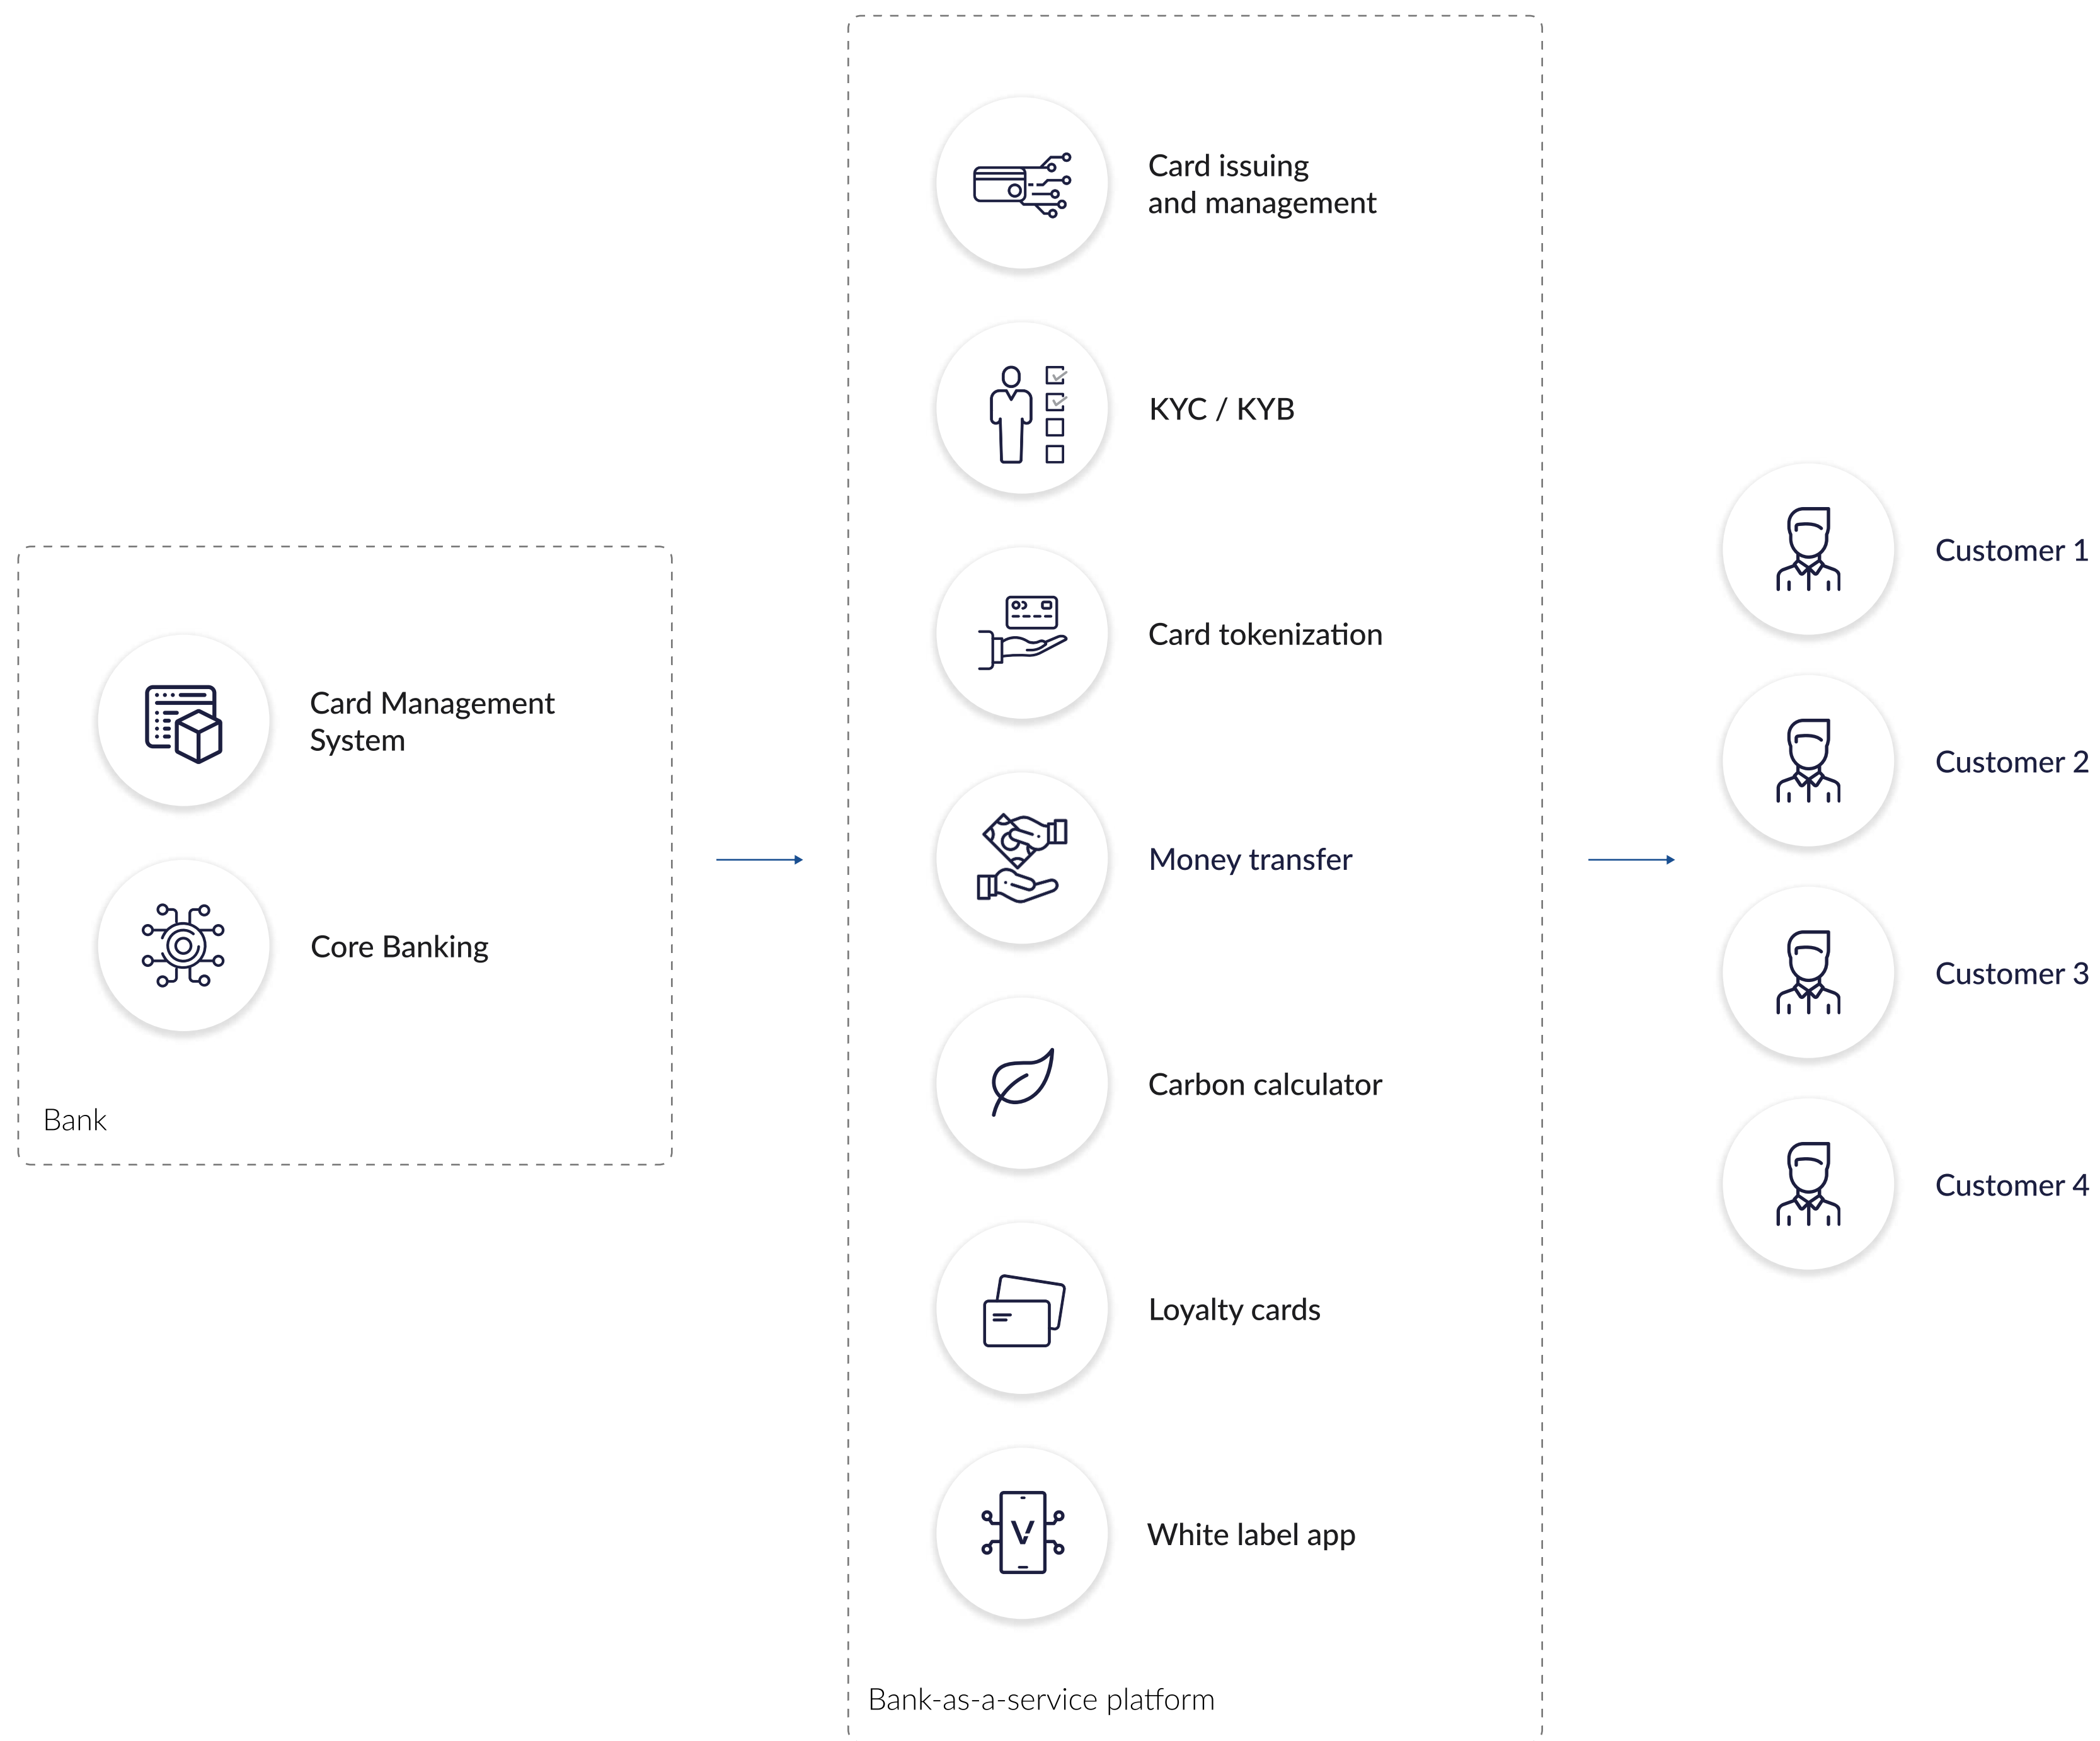 Card Management
System
Core Banking
Bank
Card issuing
and management
KYC / KYB
Card tokenization
Money transfer
Carbon calculator
Loyalty cards
White label app
Bank-as-a-service platform
Customer 1
Customer 2
Customer 3
Customer 4